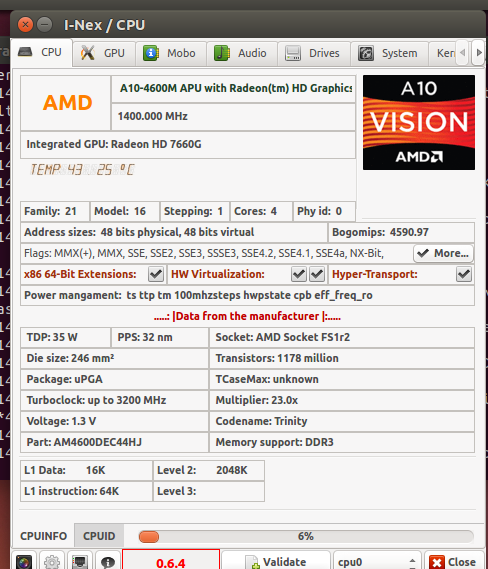 I-Nex / CPU
CPU GPU Mobo Audio Drives System Kern
AMD
A10-4600M APU with Radeon(tm) HD Graphics
1400.000 MHz
Integrated GPU: Radeon HD 7660G
TEMP: 43 25 °C
A10
VISION
AMD
Family: 21 Model: 16 Stepping: 1 Cores: 4 Phy id: 0
Address sizes: 48 bits physical, 48 bits virtual Bogomips: 4590.97
Flags: MMX(+), MMX, SSE, SSE2, SSE3, SSSE3, SSE4.2, SSE4.1, SSE4a, NX-Bit, More...
x86 64-Bit Extensions: HW Virtualization: Hyper-Transport:
Power mangament: ts ttp tm 100mhzsteps hwpstate cpb eff_freq_ro
.....: |Data from the manufacturer |:.....
TDP: 35 W PPS: 32 nm Socket: AMD Socket FS1r2
Die size: 246 mm² Transistors: 1178 million
Package: uPGA TCaseMax: unknown
Turboclock: up to 3200 MHz Multiplier: 23.0x
Voltage: 1.3 V Codename: Trinity
Part: AM4600DEC44HJ Memory support: DDR3
L1 Data: 16K Level 2: 2048K
L1 instruction: 64K Level 3:
CPUINFO CPUID 6%
0.6.4 Validate cpu0 Close